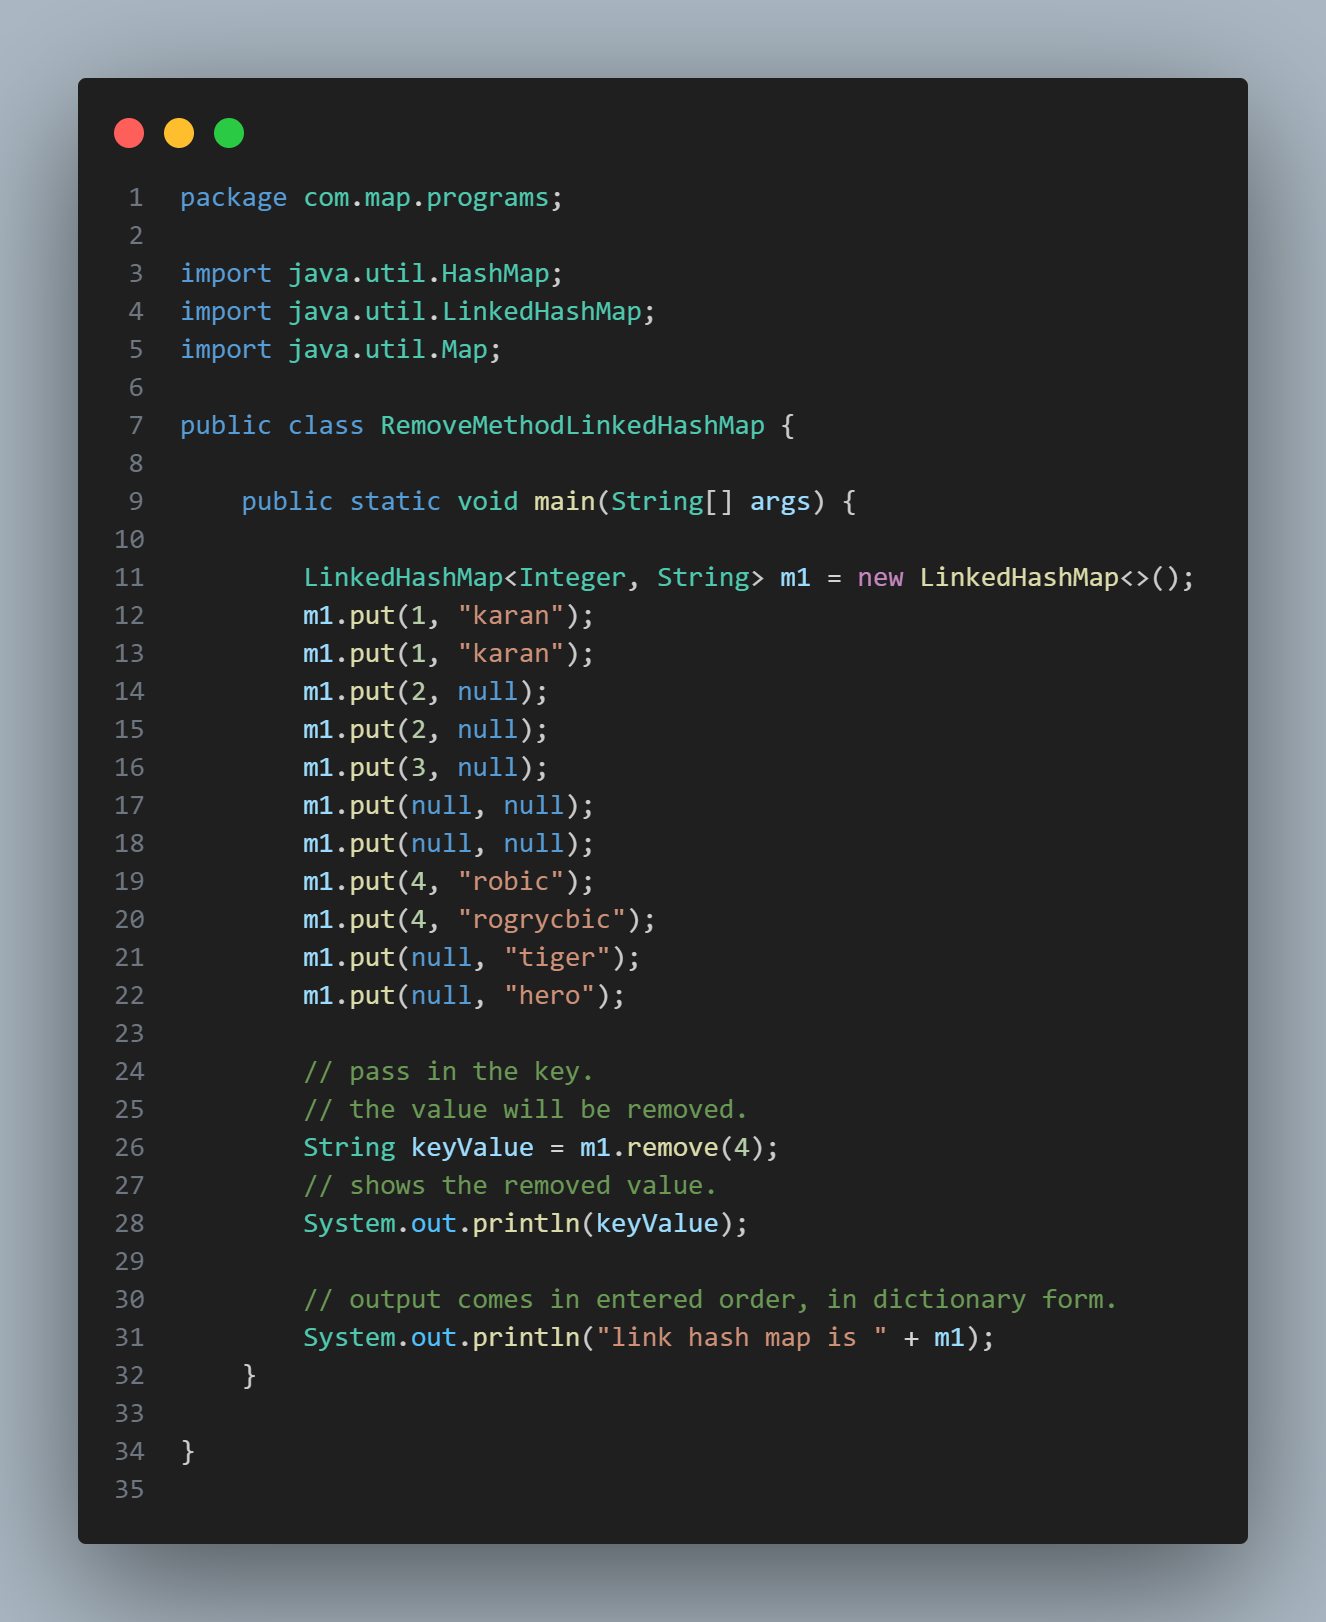 1 package com.map.programs;
2
3 import java.util.HashMap;
4 import java.util.LinkedHashMap;
5 import java.util.Map;
6
7 public class RemoveMethodLinkedHashMap {
8
9     public static void main(String[] args) {
10
11         LinkedHashMap<Integer, String> m1 = new LinkedHashMap<>();
12         m1.put(1, "karan");
13         m1.put(1, "karan");
14         m1.put(2, null);
15         m1.put(2, null);
16         m1.put(3, null);
17         m1.put(null, null);
18         m1.put(null, null);
19         m1.put(4, "robic");
20         m1.put(4, "rogrycbic");
21         m1.put(null, "tiger");
22         m1.put(null, "hero");
23
24         // pass in the key.
25         // the value will be removed.
26         String keyValue = m1.remove(4);
27         // shows the removed value.
28         System.out.println(keyValue);
29
30         // output comes in entered order, in dictionary form.
31         System.out.println("link hash map is " + m1);
32     }
33
34 }
35